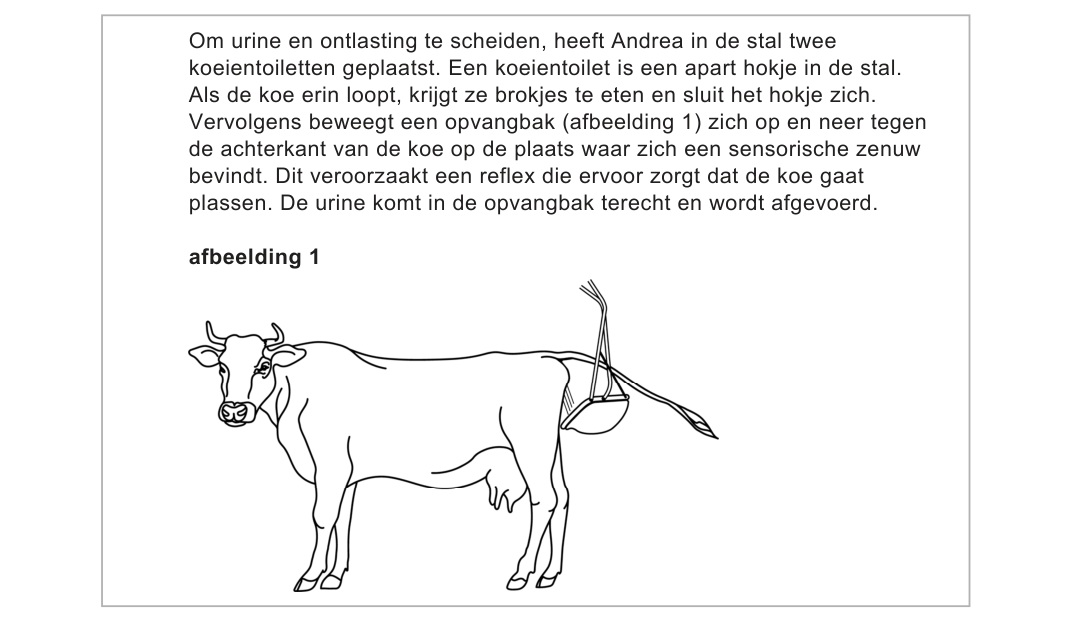 Om urine en ontlasting te scheiden, heeft Andrea in de stal twee
koeientoiletten geplaatst. Een koeientoilet is een apart hokje in de stal.
Als de koe erin loopt, krijgt ze brokjes te eten en sluit het hokje zich.
Vervolgens beweegt een opvangbak (afbeelding 1) zich op en neer tegen
de achterkant van de koe op de plaats waar zich een sensorische zenuw
bevindt. Dit veroorzaakt een reflex die ervoor zorgt dat de koe gaat
plassen. De urine komt in de opvangbak terecht en wordt afgevoerd.
afbeelding 1